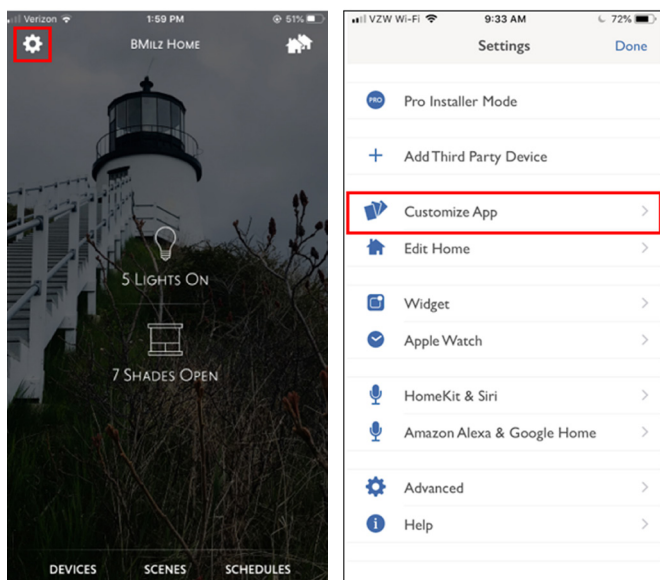 Verizon
1:59 PM
51%
BMilz Home
5 Lights On
7 Shades Open
DEVICES SCENES SCHEDULES
VZW Wi-Fi
9:33 AM
72%
Settings
Done
PRO
Pro Installer Mode
Add Third Party Device
Customize App
Edit Home
Widget
Apple Watch
HomeKit & Siri
Amazon Alexa & Google Home
Advanced
Help